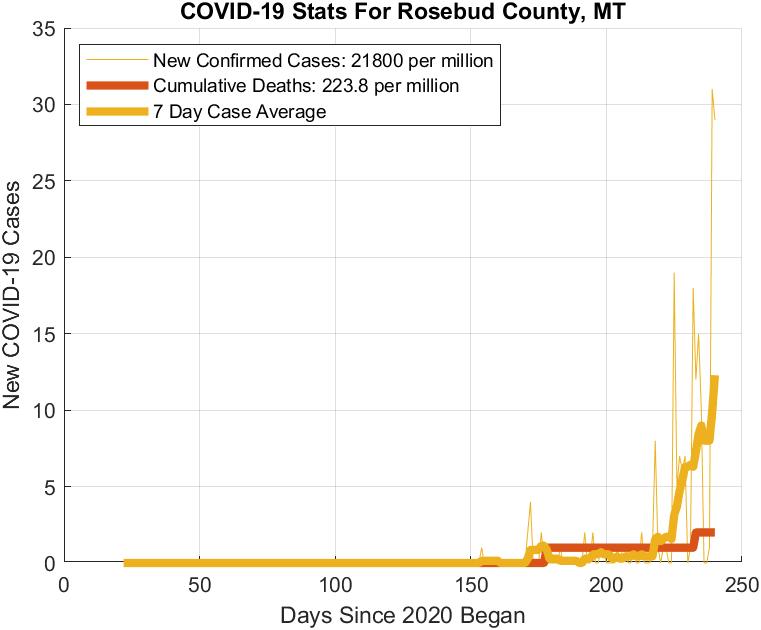 COVID-19 Stats For Rosebud County, MT
New Confirmed Cases: 21800 per million
Cumulative Deaths: 223.8 per million
7 Day Case Average
New COVID-19 Cases
35
30
25
20
15
10
5
0
0 50 100 150 200 250
Days Since 2020 Began